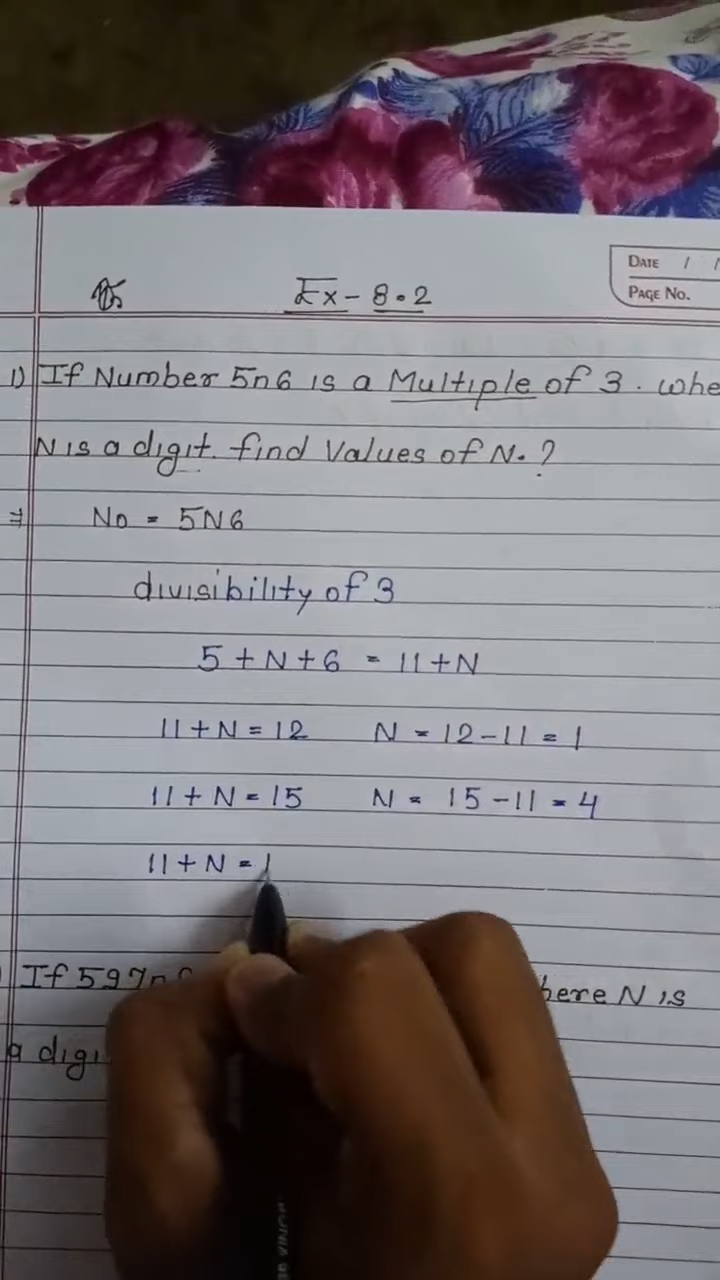 Ex - 8.2
DATE / /
PAGE No.
1) If Number 5n6 is a Multiple of 3. whe
N is a digit. find Values of N. ?
⇒ No = 5N6
divisibility of 3
5 + N + 6 = 11 + N
11 + N = 12 N = 12 - 11 = 1
11 + N = 15 N = 15 - 11 = 4
11 + N = 1
If 597n here N is
a digi